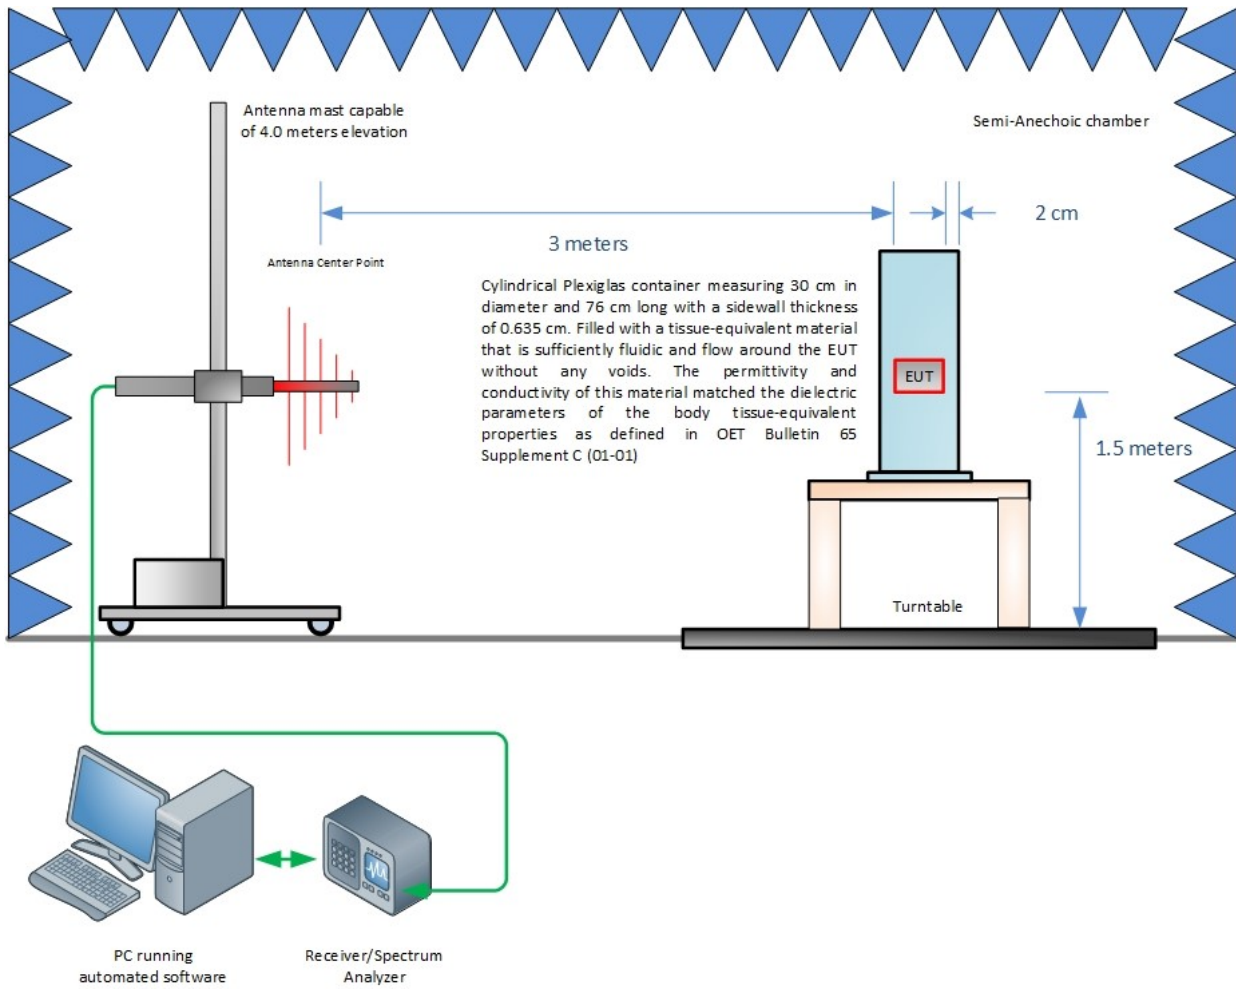 Antenna mast capable
of 4.0 meters elevation
Semi-Anechoic chamber
2 cm
3 meters
Antenna Center Point
Cylindrical Plexiglas container measuring 30 cm in
diameter and 76 cm long with a sidewall thickness
of 0.635 cm. Filled with a tissue-equivalent material
that is sufficiently fluidic and flow around the EUT
without any voids. The permittivity and
conductivity of this material matched the dielectric
parameters of the body tissue-equivalent
properties as defined in OET Bulletin 65
Supplement C (01-01)
EUT
1.5 meters
Turntable
PC running
automated software
Receiver/Spectrum
Analyzer